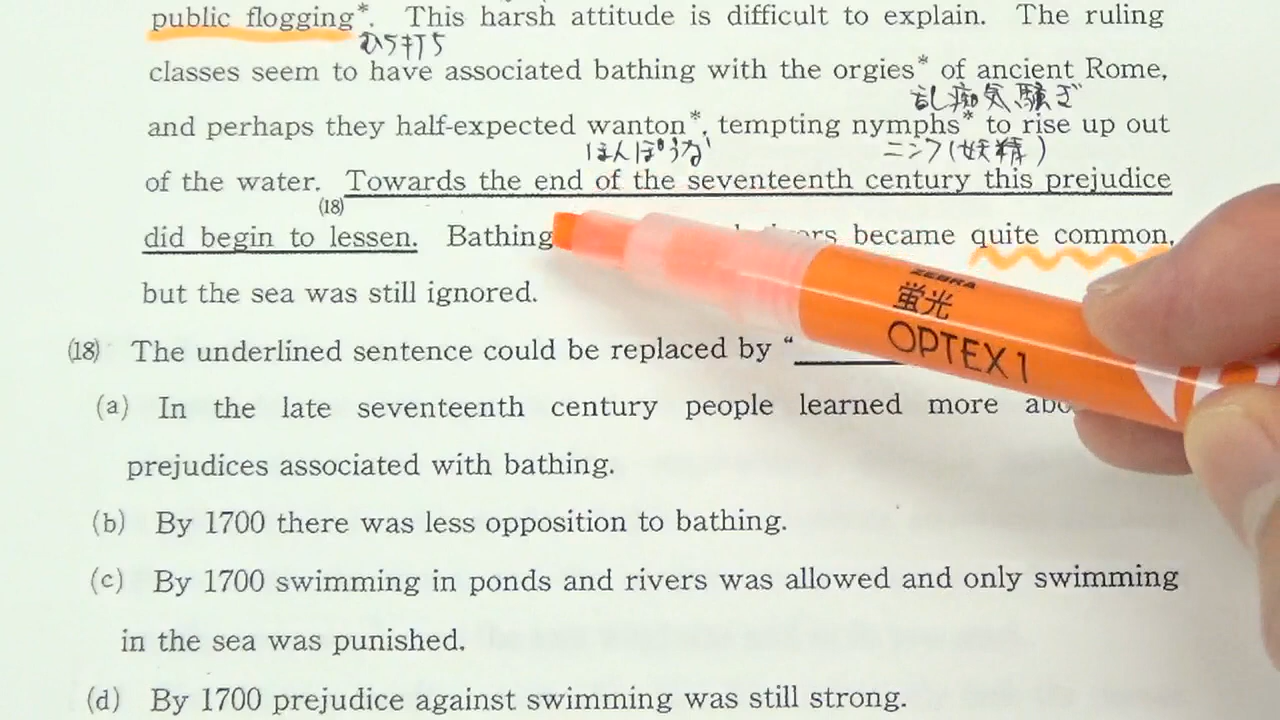 public flogging*. This harsh attitude is difficult to explain. The ruling
むち打ち
classes seem to have associated bathing with the orgies* of ancient Rome,
乱痴気騒ぎ
and perhaps they half-expected wanton*, tempting nymphs* to rise up out
ほんぽうな ニンフ(妖精)
of the water. Towards the end of the seventeenth century this prejudice
(18)
did begin to lessen. Bathing became quite common,
but the sea was still ignored.
ZEBRA
蛍光
OPTEX 1
(18) The underlined sentence could be replaced by “
(a) In the late seventeenth century people learned more
prejudices associated with bathing.
(b) By 1700 there was less opposition to bathing.
(c) By 1700 swimming in ponds and rivers was allowed and only swimming
in the sea was punished.
(d) By 1700 prejudice against swimming was still strong.